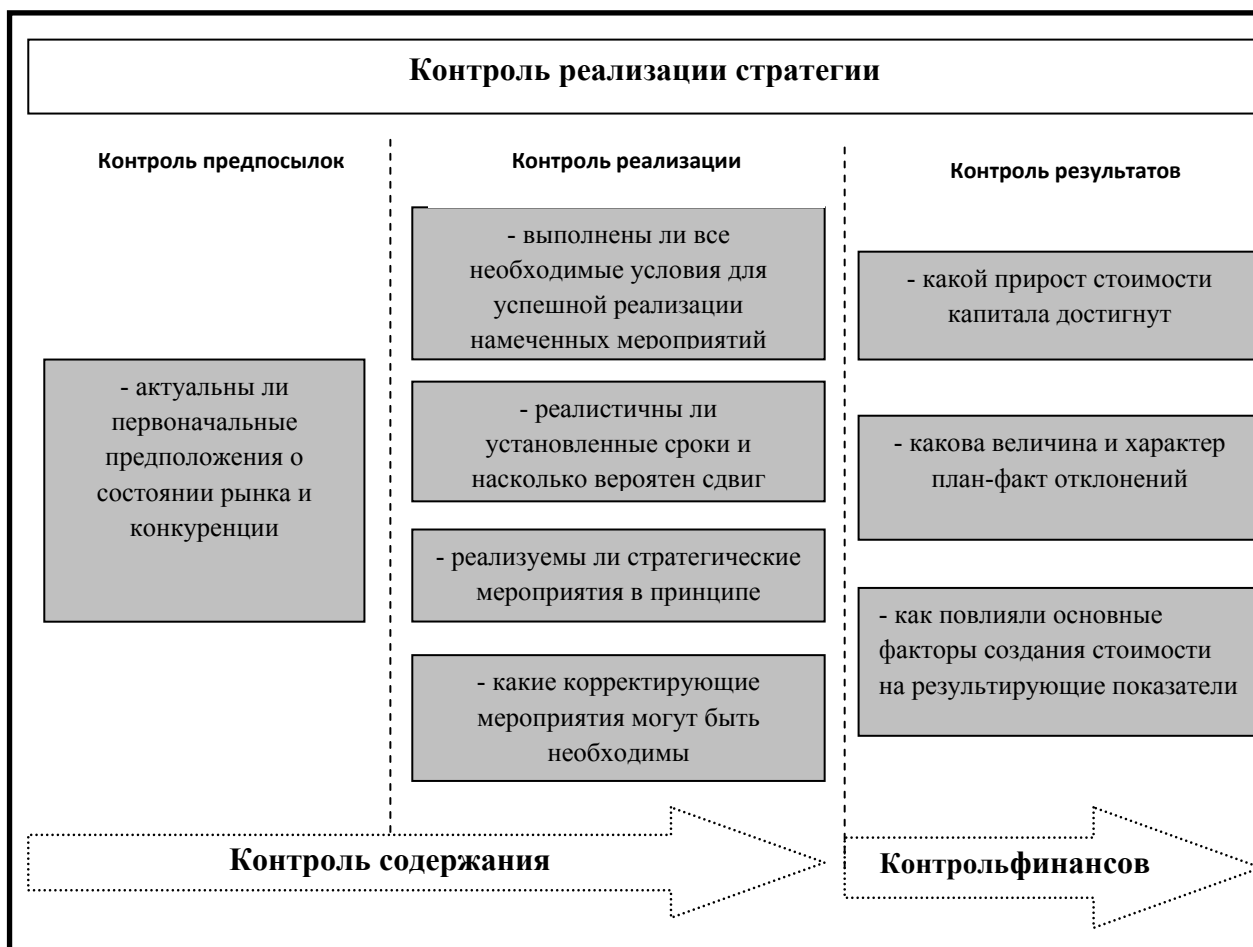 Контроль реализации стратегии
Контроль предпосылок
- актуальны ли
первоначальные
предположения о
состоянии рынка и
конкуренции
Контроль реализации
- выполнены ли все
необходимые условия для
успешной реализации
намеченных мероприятий
- реалистичны ли
установленные сроки и
насколько вероятен сдвиг
- реализуемы ли стратегические
мероприятия в принципе
- какие корректирующие
мероприятия могут быть
необходимы
Контроль результатов
- какой прирост стоимости
капитала достигнут
- какова величина и характер
план-факт отклонений
- как повлияли основные
факторы создания стоимости
на результирующие показатели
Контроль содержания
Контрольфинансов